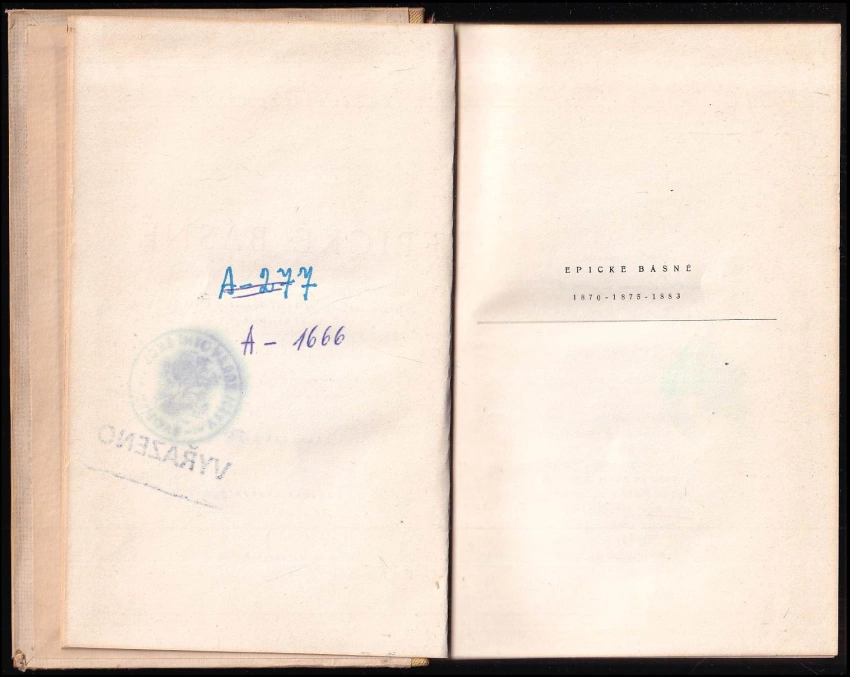 A-277
A - 1666
VYŘAZENO
EPICKÉ BÁSNĚ
1870-1875-1883